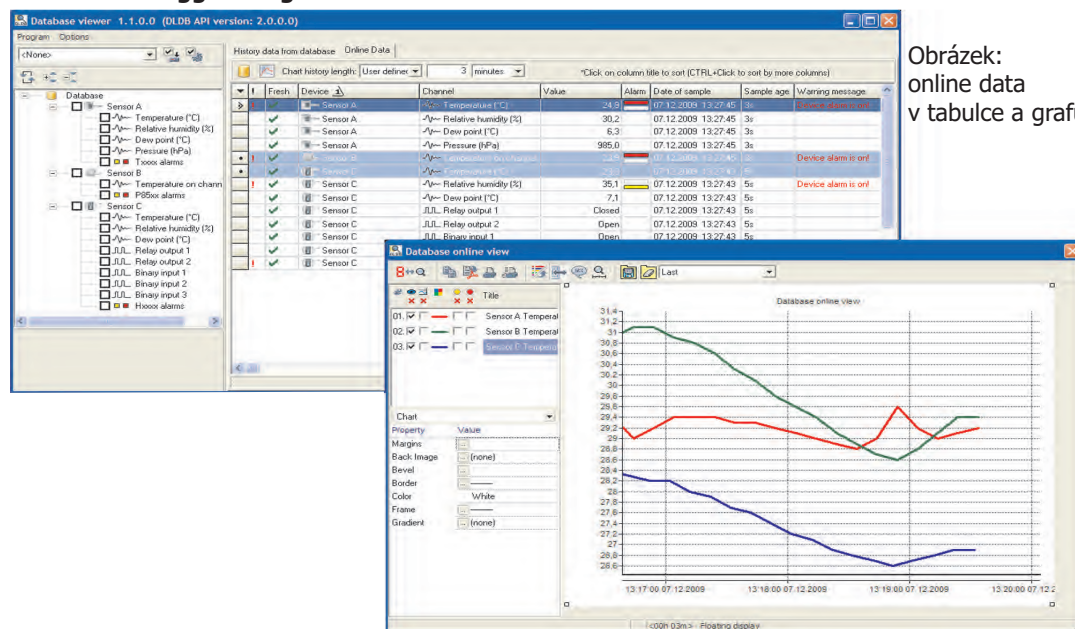 Database viewer 1.1.0.0 (DLDB API version: 2.0.0.0)
Program Options
<None>
History data from database Online Data
Chart history length: User define 3 minutes *Click on column title to sort (CTRL+Click to sort by more columns)
! Fresh Device Channel Value Alarm Date of sample Sample age Warning message
Sensor A Temperature (°C) 24,9 07.12.2009 13:27:45 3s Device alarm is on!
Sensor A Relative humidity (%) 30,2 07.12.2009 13:27:45 3s
Sensor A Dew point (°C) 6,3 07.12.2009 13:27:45 3s
Sensor A Pressure (hPa) 985,0 07.12.2009 13:27:45 3s
Sensor B Device alarm is on!
Sensor C
! Sensor C Relative humidity (%) 35,1 07.12.2009 13:27:43 5s Device alarm is on!
Sensor C Dew point (°C) 7,1 07.12.2009 13:27:43 5s
Sensor C Relay output 1 Closed 07.12.2009 13:27:43 5s
Sensor C Relay output 2 Open 07.12.2009 13:27:43 5s
Sensor C Binary input 1 Open 07.12.2009 13:27:43 5s
Sensor C
! Sensor C
Database
Sensor A
Temperature (°C)
Relative humidity (%)
Dew point (°C)
Pressure (hPa)
Txxxx alarms
Sensor B
Temperature on chann
P85xx alarms
Sensor C
Temperature (°C)
Relative humidity (%)
Dew point (°C)
Relay output 1
Relay output 2
Binary input 1
Binary input 2
Binary input 3
Hxxxx alarms
Obrázek:
online data
v tabulce a graf
Database online view
Last
Title
01. Sensor A Temperat
02. Sensor B Temperat
03. Sensor C Temperat
Chart
Property Value
Margins
Back Image (none)
Bevel
Border
Color White
Frame
Gradient (none)
Database online view
31,4
31,2
31
30,8
30,6
30,4
30,2
30
29,8
29,6
29,4
29,2
29
28,8
28,6
28,4
28,2
28
27,8
27,6
27,4
27,2
27
26,8
26,6
13:17:00 07.12.2009 13:18:00 07.12.2009 13:19:00 07.12.2009 13:20:00 07.12.2
<00h 03m> Floating display